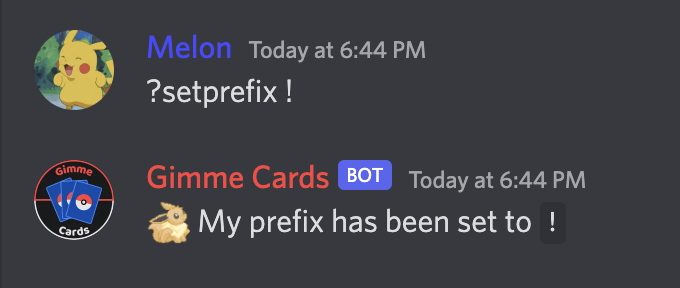 Melon Today at 6:44 PM
?setprefix !
Gimme
Cards
Gimme Cards BOT Today at 6:44 PM
My prefix has been set to !